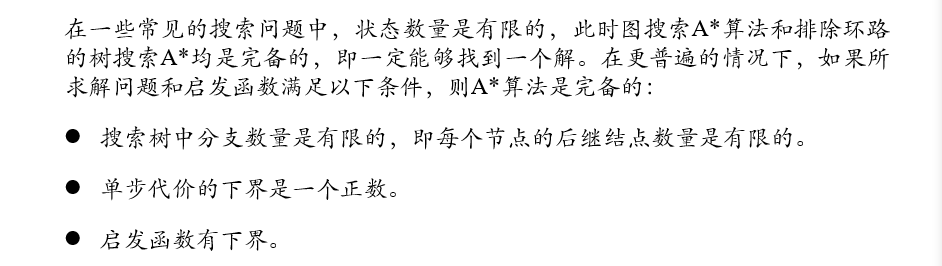 在一些常见的搜索问题中，状态数量是有限的，此时图搜索A*算法和排除环路
的树搜索A*均是完备的，即一定能够找到一个解。在更普遍的情况下，如果所
求解问题和启发函数满足以下条件，则A*算法是完备的：
● 搜索树中分支数量是有限的，即每个节点的后继结点数量是有限的。
● 单步代价的下界是一个正数。
● 启发函数有下界。